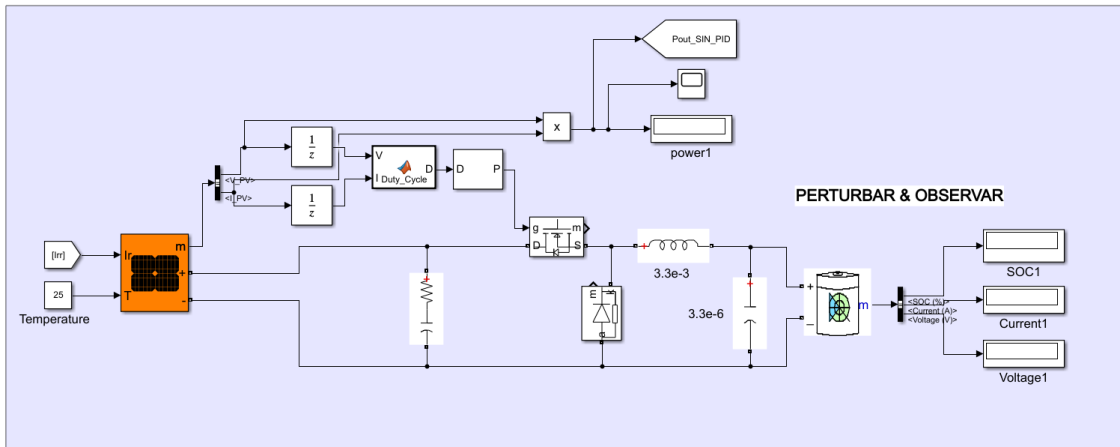 Pout_SIN_PID
x
power1
1
z
V
I
Duty_Cycle
D
D
P
<V_PV>
<I_PV>
1
z
PERTURBAR & OBSERVAR
[Irr]
Ir
T
m
+
-
25
Temperature
g
m
D
S
+
3.3e-3
+
m
k
a
+
3.3e-6
+
−
m
<SOC (%)>
<Current (A)>
<Voltage (V)>
SOC1
Current1
Voltage1